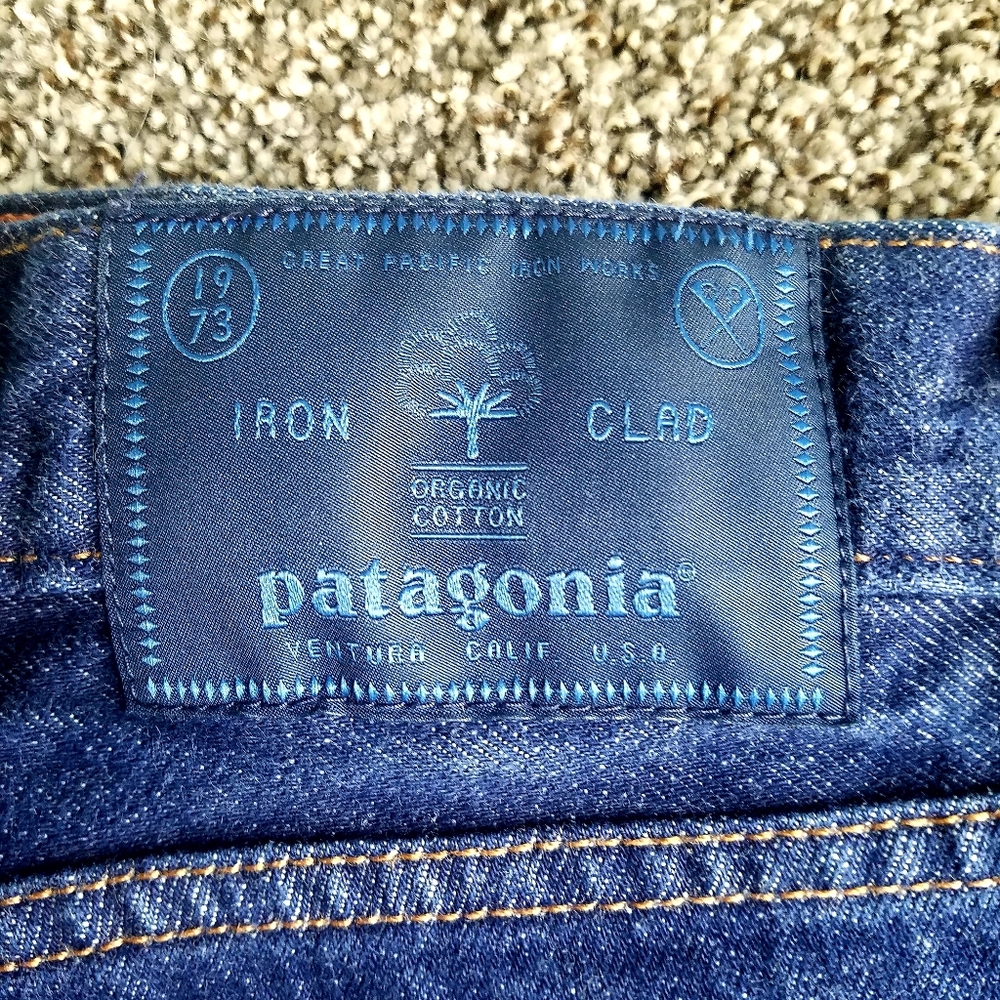 GREAT PACIFIC IRON WORKS
19
73
IRON CLAD
ORGANIC
COTTON
patagonia®
VENTURA CALIF U.S.A.